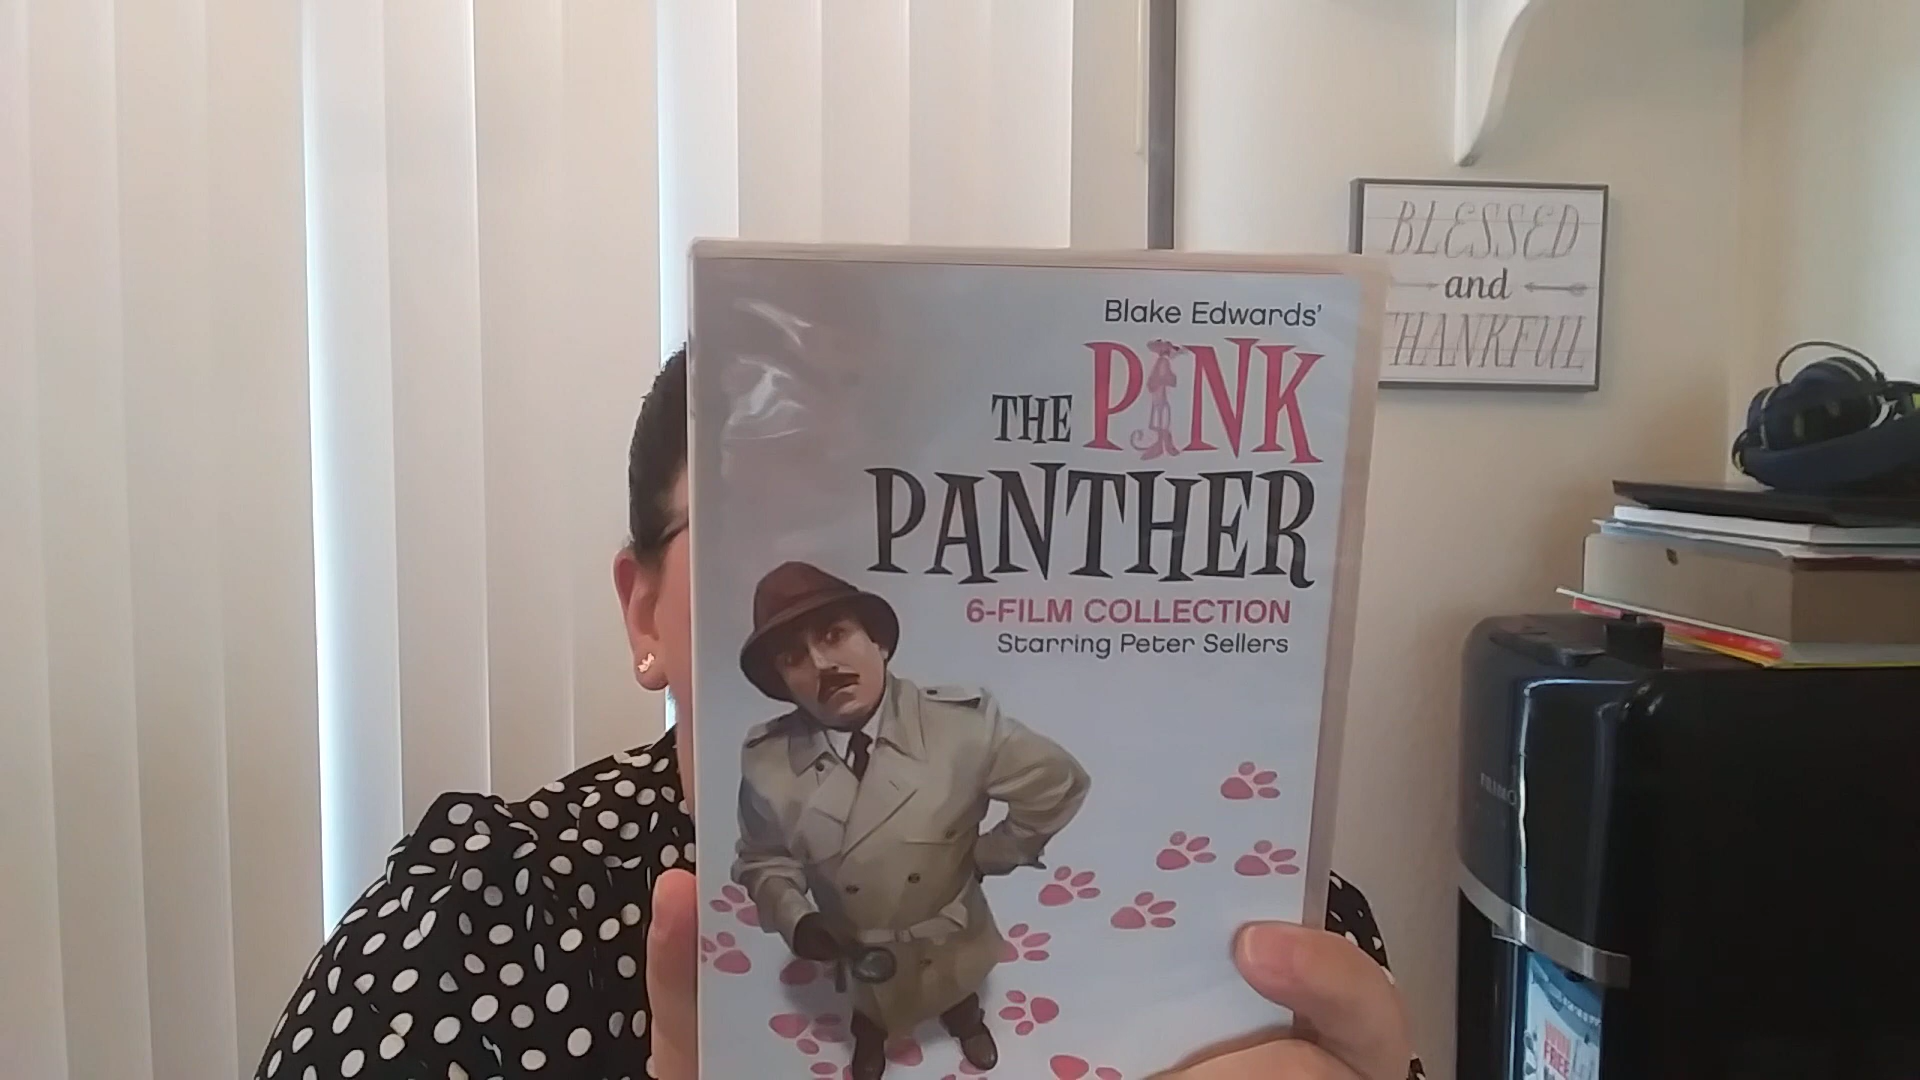 Blake Edwards'
THE PINK
PANTHER
6-FILM COLLECTION
Starring Peter Sellers
BLESSED
and
THANKFUL